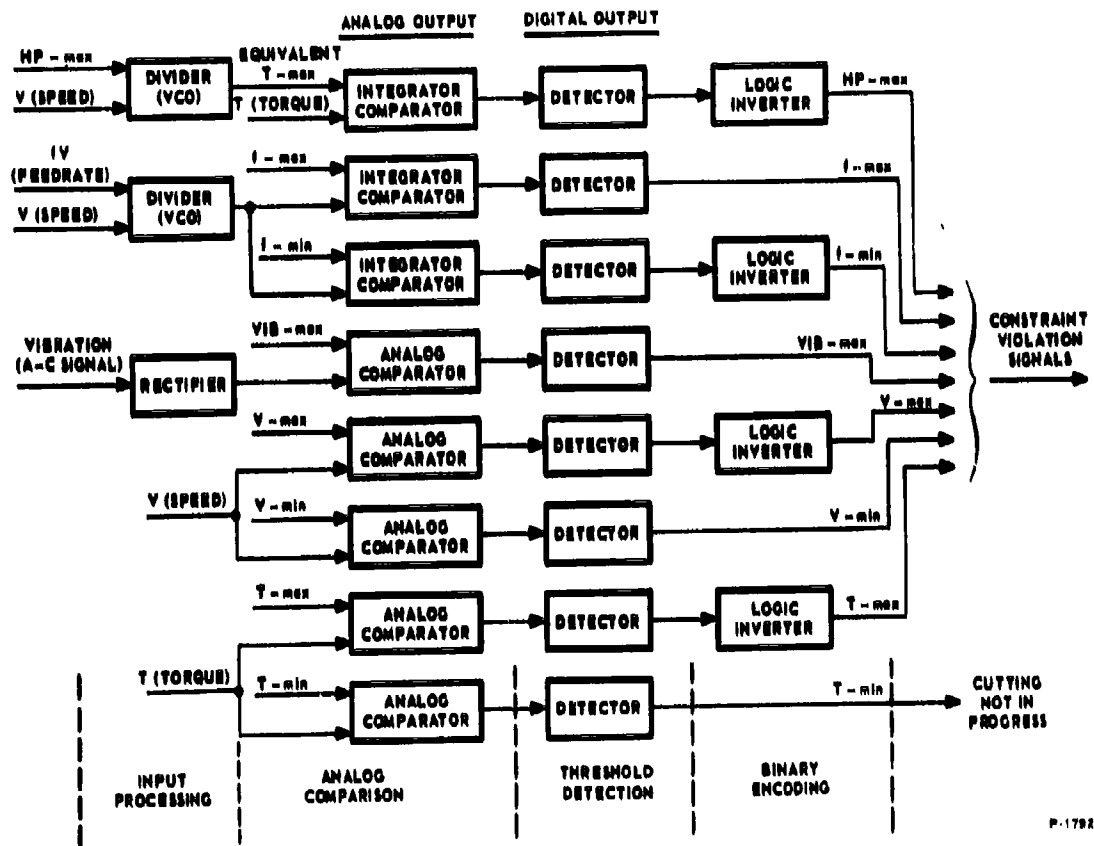 ANALOG OUTPUT
DIGITAL OUTPUT
HP-max
V (SPEED)
DIVIDER
(VCO)
EQUIVALENT
T-max
T (TORQUE)
INTEGRATOR
COMPARATOR
DETECTOR
LOGIC
INVERTER
HP-max
fV
(FEEDRATE)
V (SPEED)
DIVIDER
(VCO)
f-max
INTEGRATOR
COMPARATOR
DETECTOR
f-max
f-min
INTEGRATOR
COMPARATOR
DETECTOR
LOGIC
INVERTER
f-min
VIBRATION
(A-C SIGNAL)
RECTIFIER
VIB-max
ANALOG
COMPARATOR
DETECTOR
VIB-max
CONSTRAINT
VIOLATION
SIGNALS
V-max
ANALOG
COMPARATOR
DETECTOR
LOGIC
INVERTER
V-max
V (SPEED)
V-min
ANALOG
COMPARATOR
DETECTOR
V-min
T-max
ANALOG
COMPARATOR
DETECTOR
LOGIC
INVERTER
T-max
T (TORQUE)
T-min
ANALOG
COMPARATOR
DETECTOR
T-min
CUTTING
NOT IN
PROGRESS
INPUT
PROCESSING
ANALOG
COMPARISON
THRESHOLD
DETECTION
BINARY
ENCODING
P-1792